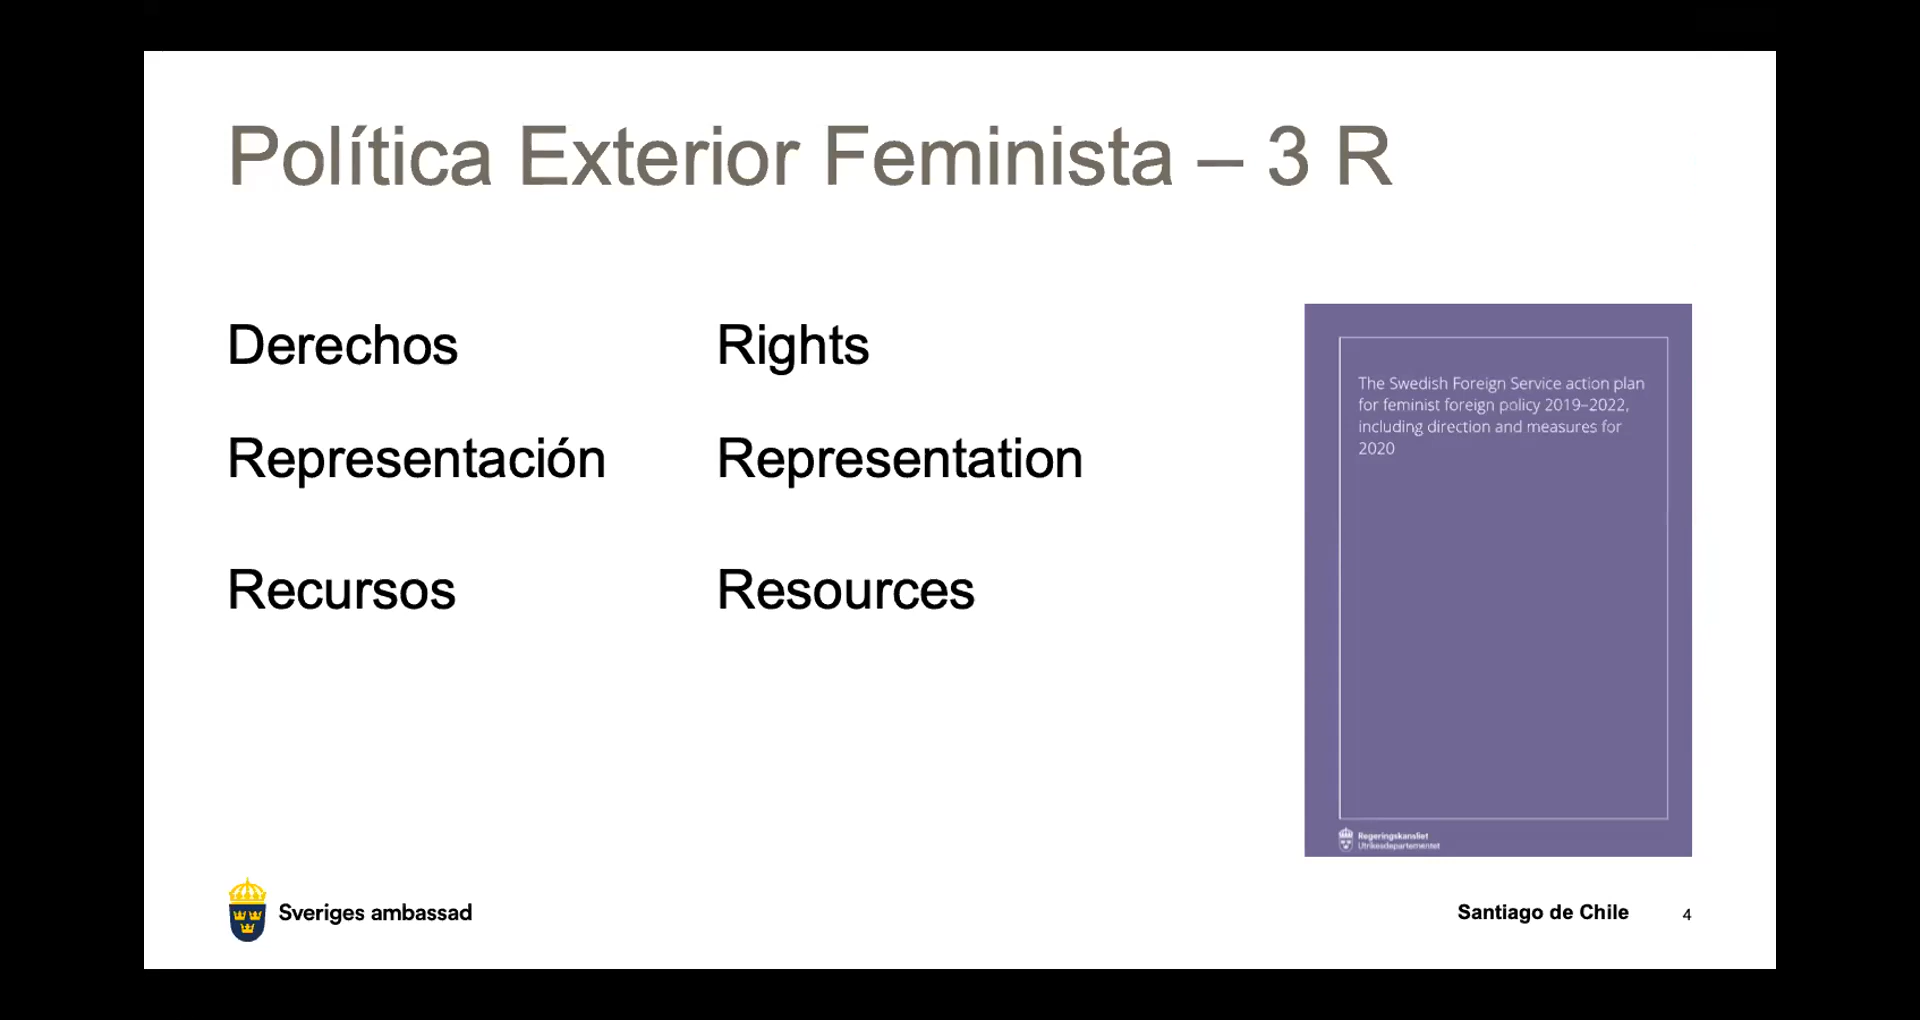 Política Exterior Feminista – 3 R
Derechos
Rights
Representación
Representation
Recursos
Resources
The Swedish Foreign Service action plan
for feminist foreign policy 2019–2022,
including direction and measures for
2020
Regeringskansliet
Utrikesdepartementet
Sveriges ambassad
Santiago de Chile
4